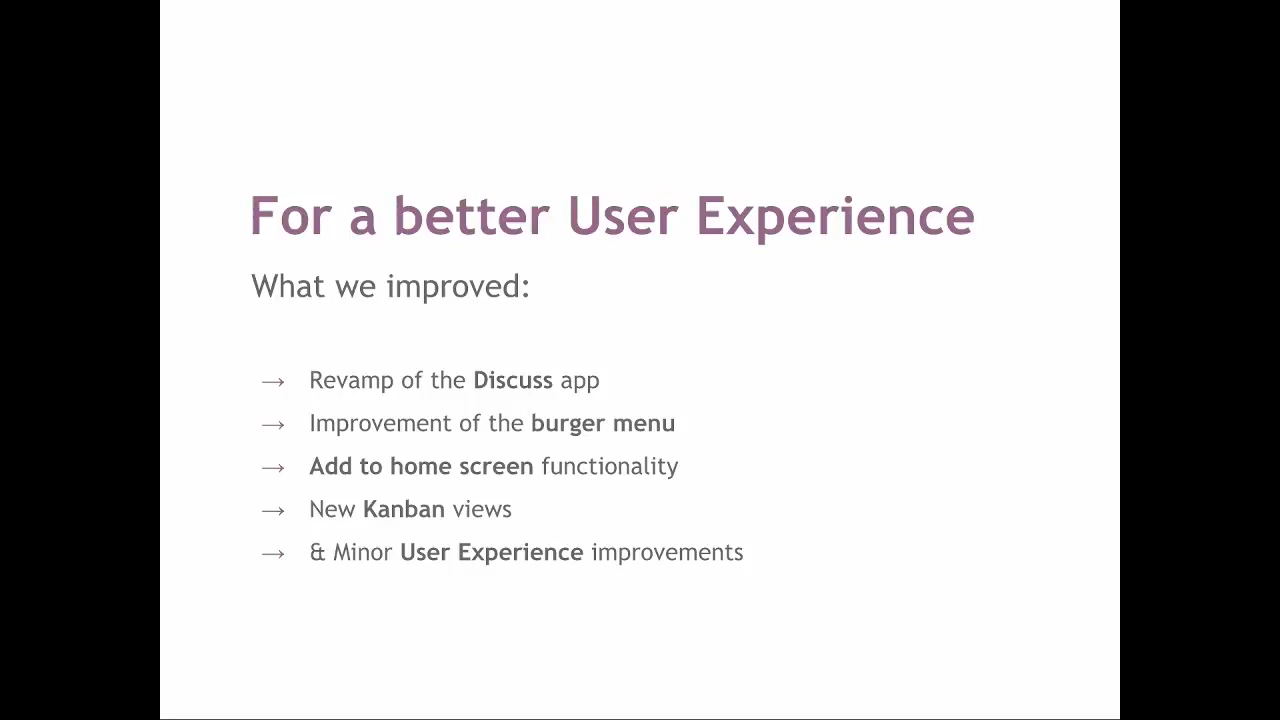 For a better User Experience
What we improved:
→ Revamp of the Discuss app
→ Improvement of the burger menu
→ Add to home screen functionality
→ New Kanban views
→ & Minor User Experience improvements